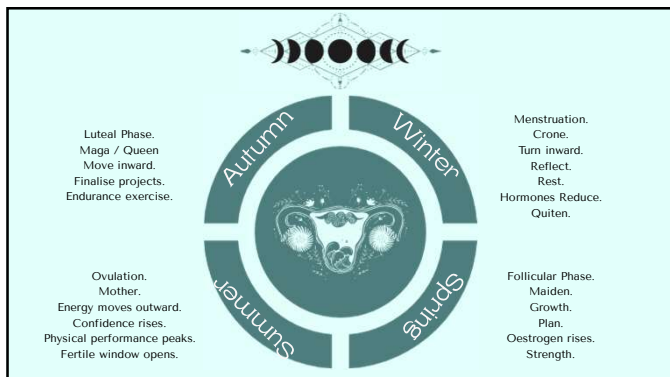 Autumn
Winter
Luteal Phase.
Maga / Queen
Move inward.
Finalise projects.
Endurance exercise.
Menstruation.
Crone.
Turn inward.
Reflect.
Rest.
Hormones Reduce.
Quiten.
Summer
Spring
Ovulation.
Mother.
Energy moves outward.
Confidence rises.
Physical performance peaks.
Fertile window opens.
Follicular Phase.
Maiden.
Growth.
Plan.
Oestrogen rises.
Strength.